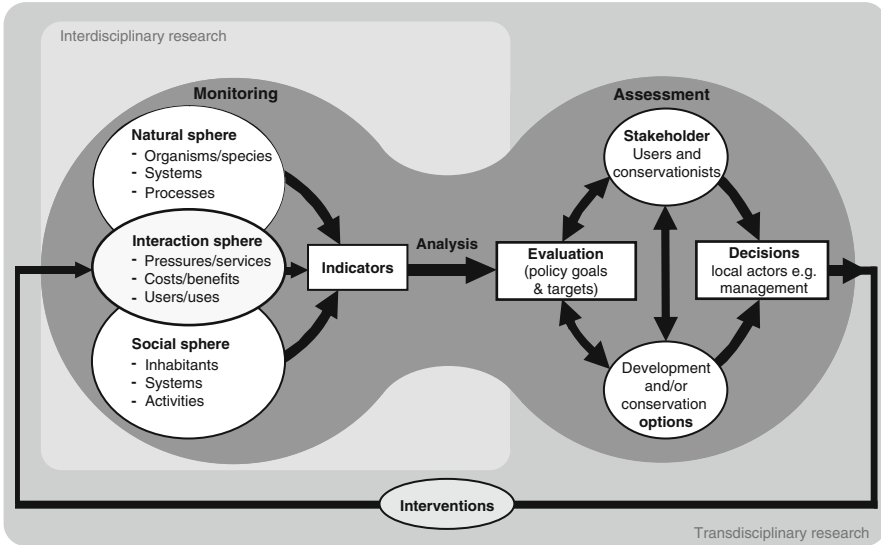 Interdisciplinary research
Monitoring
Natural sphere
- Organisms/species
- Systems
- Processes
Interaction sphere
- Pressures/services
- Costs/benefits
- Users/uses
Social sphere
- Inhabitants
- Systems
- Activities
Indicators
Analysis
Assessment
Stakeholder
Users and
conservationists
Evaluation
(policy goals
& targets)
Decisions
local actors e.g.
management
Development
and/or
conservation
options
Interventions
Transdisciplinary research